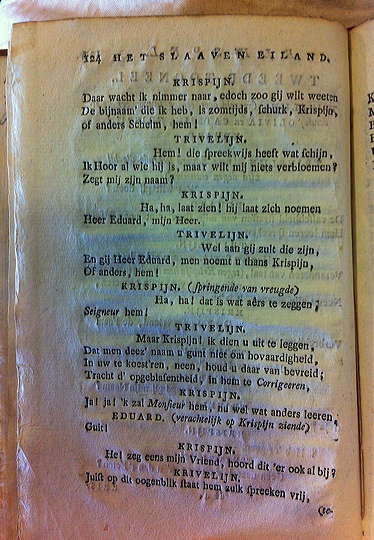 124 HET SLAAVEN EILAND.
KRISPIJN.
Daar wacht ik nimmer naar, edoch zoo gij wilt weeten
De bijnaam' die ik heb, is zomtijds, schurk, Krispijn,
of anders Schelm, hem!
TRIVELIJN.
Hem! die spreekwijs heeft wat schijn,
Ik Hoor al wie hij is, maar wilt mij niets verbloemen?
Zegt mij zijn naam?
KRISPIJN.
Ha, ha, laat zien! hij laat zich noemen
Heer Eduard, mijn Heer.
TRIVELIJN.
Wel aan gij zult die zijn,
En gij Heer Eduard, men noemt u thans Krispijn,
Of anders, hem!
KRISPIJN. (springende van vreugde)
Ha, ha! dat is wat aêrs te zeggen;
Seigneur hem!
TRIVELIJN.
Maar Krispijn! ik dien u uit te leggen,
Dat men deez' naam u gunt niet om hovaardigheid,
In uw te koest'ren, neen, houd u daar van bevreid;
Tracht d' opgeblasentheid, in hem te Corrigeeren,
KRISPIJN.
Ja! ja! 'k zal Monsieur hem, nu wel wat anders leeren;
EDUARD, (verachelijk op Krispijn ziende)
Guit!
KRISPIJN.
He! zeg eens mijn Vriend, hoord dit 'er ook al bij?
KRIVELIJN.
Juist op dit oogenblik staat hem zulk spreeken vrij,